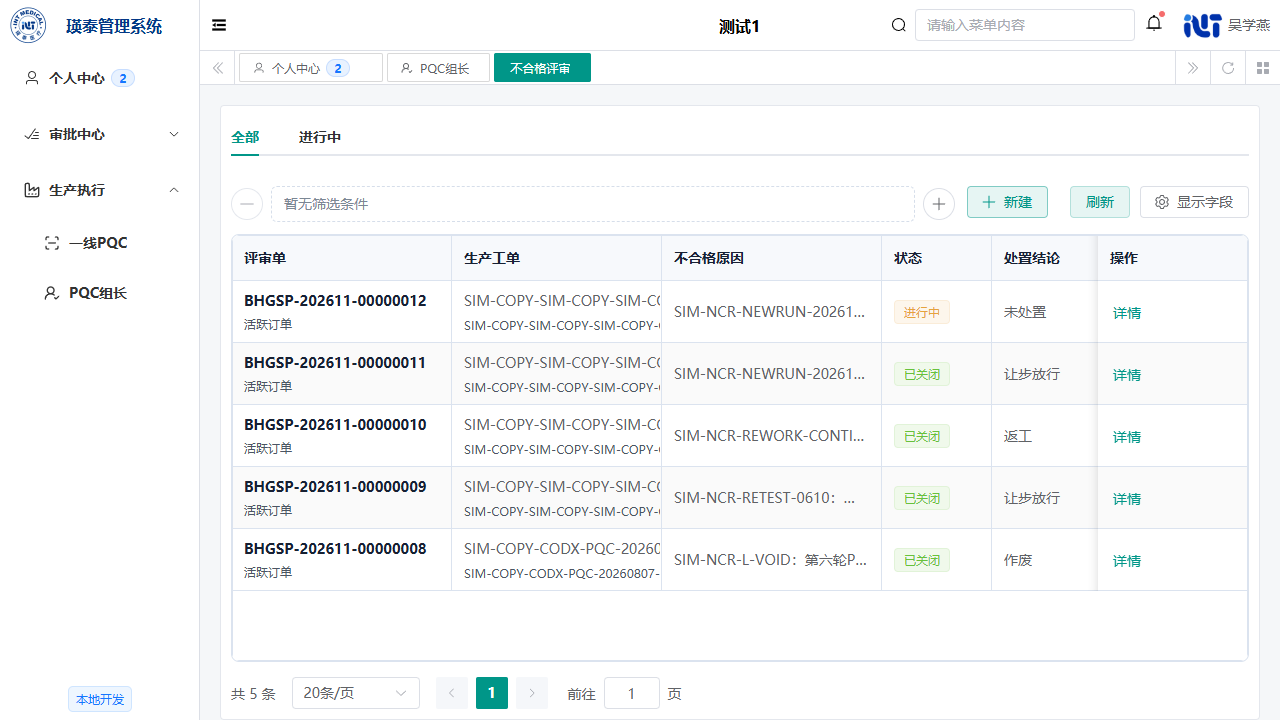 瑛泰管理系统
测试1
请输入菜单内容
吴学燕
个人中心 2
审批中心
生产执行
一线PQC
PQC组长
本地开发
个人中心 2
PQC组长
不合格评审
全部
进行中
暂无筛选条件
新建
刷新
显示字段
评审单 生产工单 不合格原因 状态 处置结论 操作
BHGSP-202611-00000012 SIM-COPY-SIM-COPY-SIM-CO SIM-NCR-NEWRUN-20261... 进行中 未处置 详情
活跃订单 SIM-COPY-SIM-COPY-SIM-COPY-
BHGSP-202611-00000011 SIM-COPY-SIM-COPY-SIM-CO SIM-NCR-NEWRUN-20261... 已关闭 让步放行 详情
活跃订单 SIM-COPY-SIM-COPY-SIM-COPY-
BHGSP-202611-00000010 SIM-COPY-SIM-COPY-SIM-CO SIM-NCR-REWORK-CONTI... 已关闭 返工 详情
活跃订单 SIM-COPY-SIM-COPY-SIM-COPY-
BHGSP-202611-00000009 SIM-COPY-SIM-COPY-SIM-CO SIM-NCR-RETEST-0610：... 已关闭 让步放行 详情
活跃订单 SIM-COPY-SIM-COPY-SIM-COPY-
BHGSP-202611-00000008 SIM-COPY-CODX-PQC-20260 SIM-NCR-L-VOID：第六轮P... 已关闭 作废 详情
活跃订单 SIM-COPY-CODX-PQC-20260807-
共 5 条 20条/页 1 前往 1 页